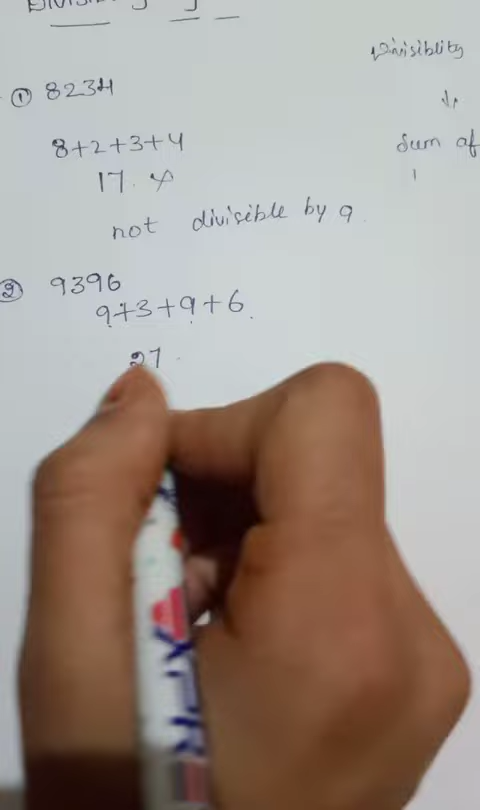 ① 8234
8+2+3+4
17. x
not divisible by 9.
② 9396
9+3+9+6.
27.
Divisiblity
↓
Sum of